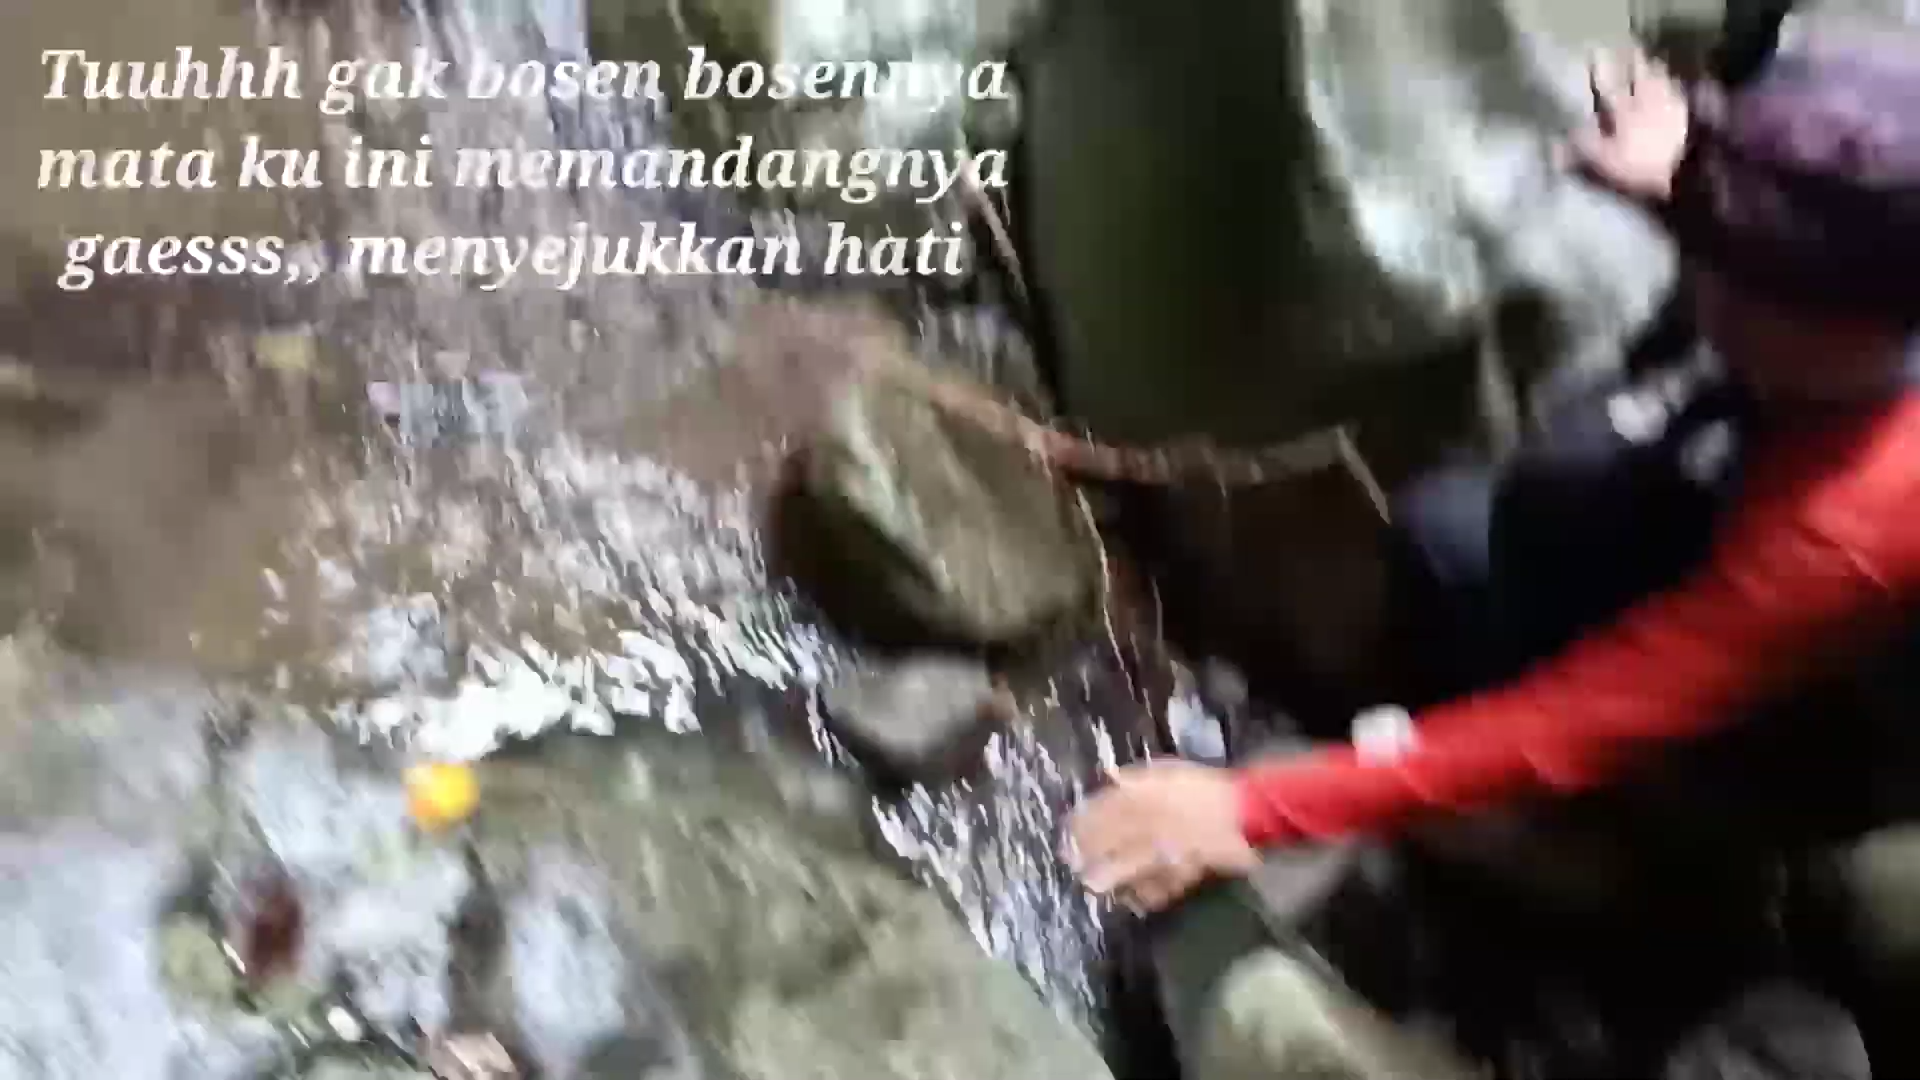 Tuuhhh gak bosen bosennya
mata ku ini memandangnya
gaesss,, menyejukkan hati